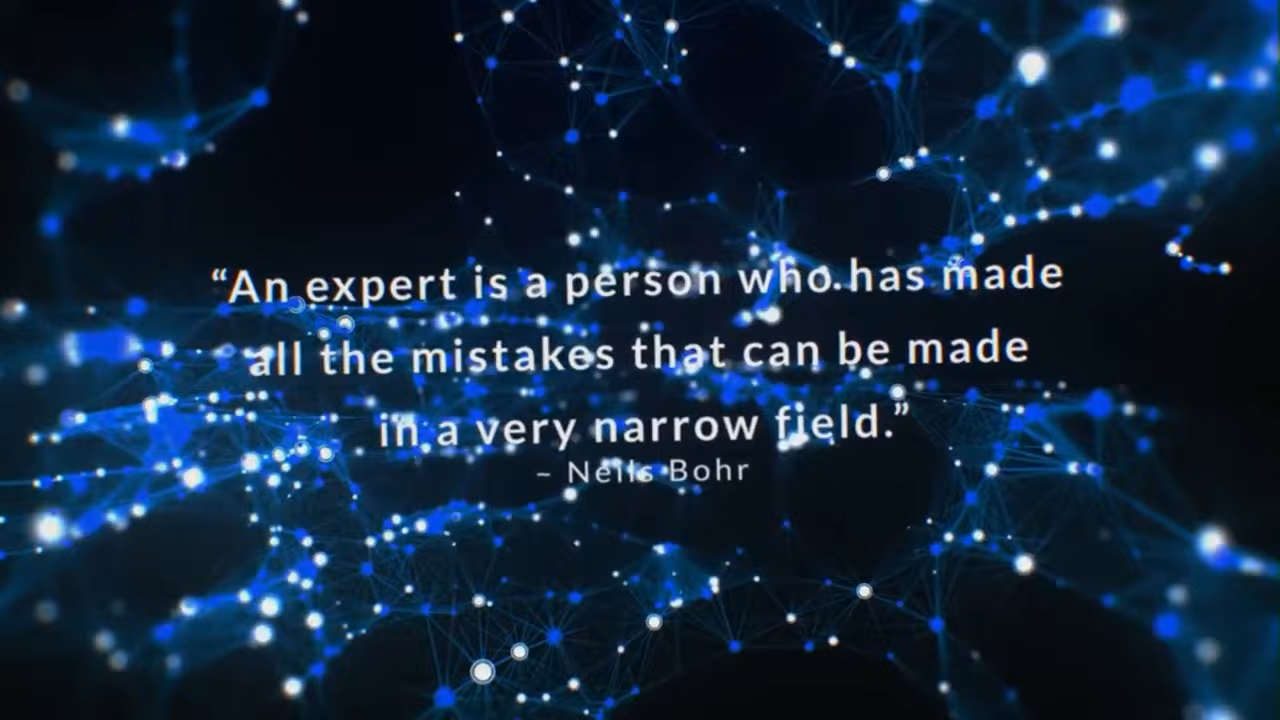 “An expert is a person who has made
all the mistakes that can be made
in a very narrow field.”
– Neils Bohr